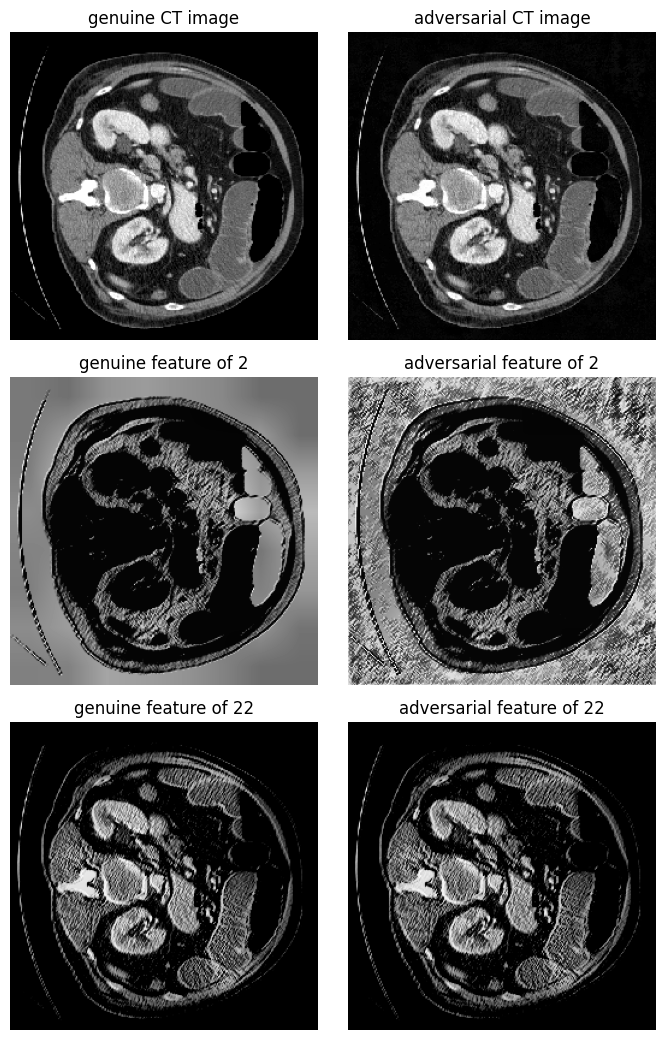 genuine CT image
adversarial CT image
genuine feature of 2
adversarial feature of 2
genuine feature of 22
adversarial feature of 22